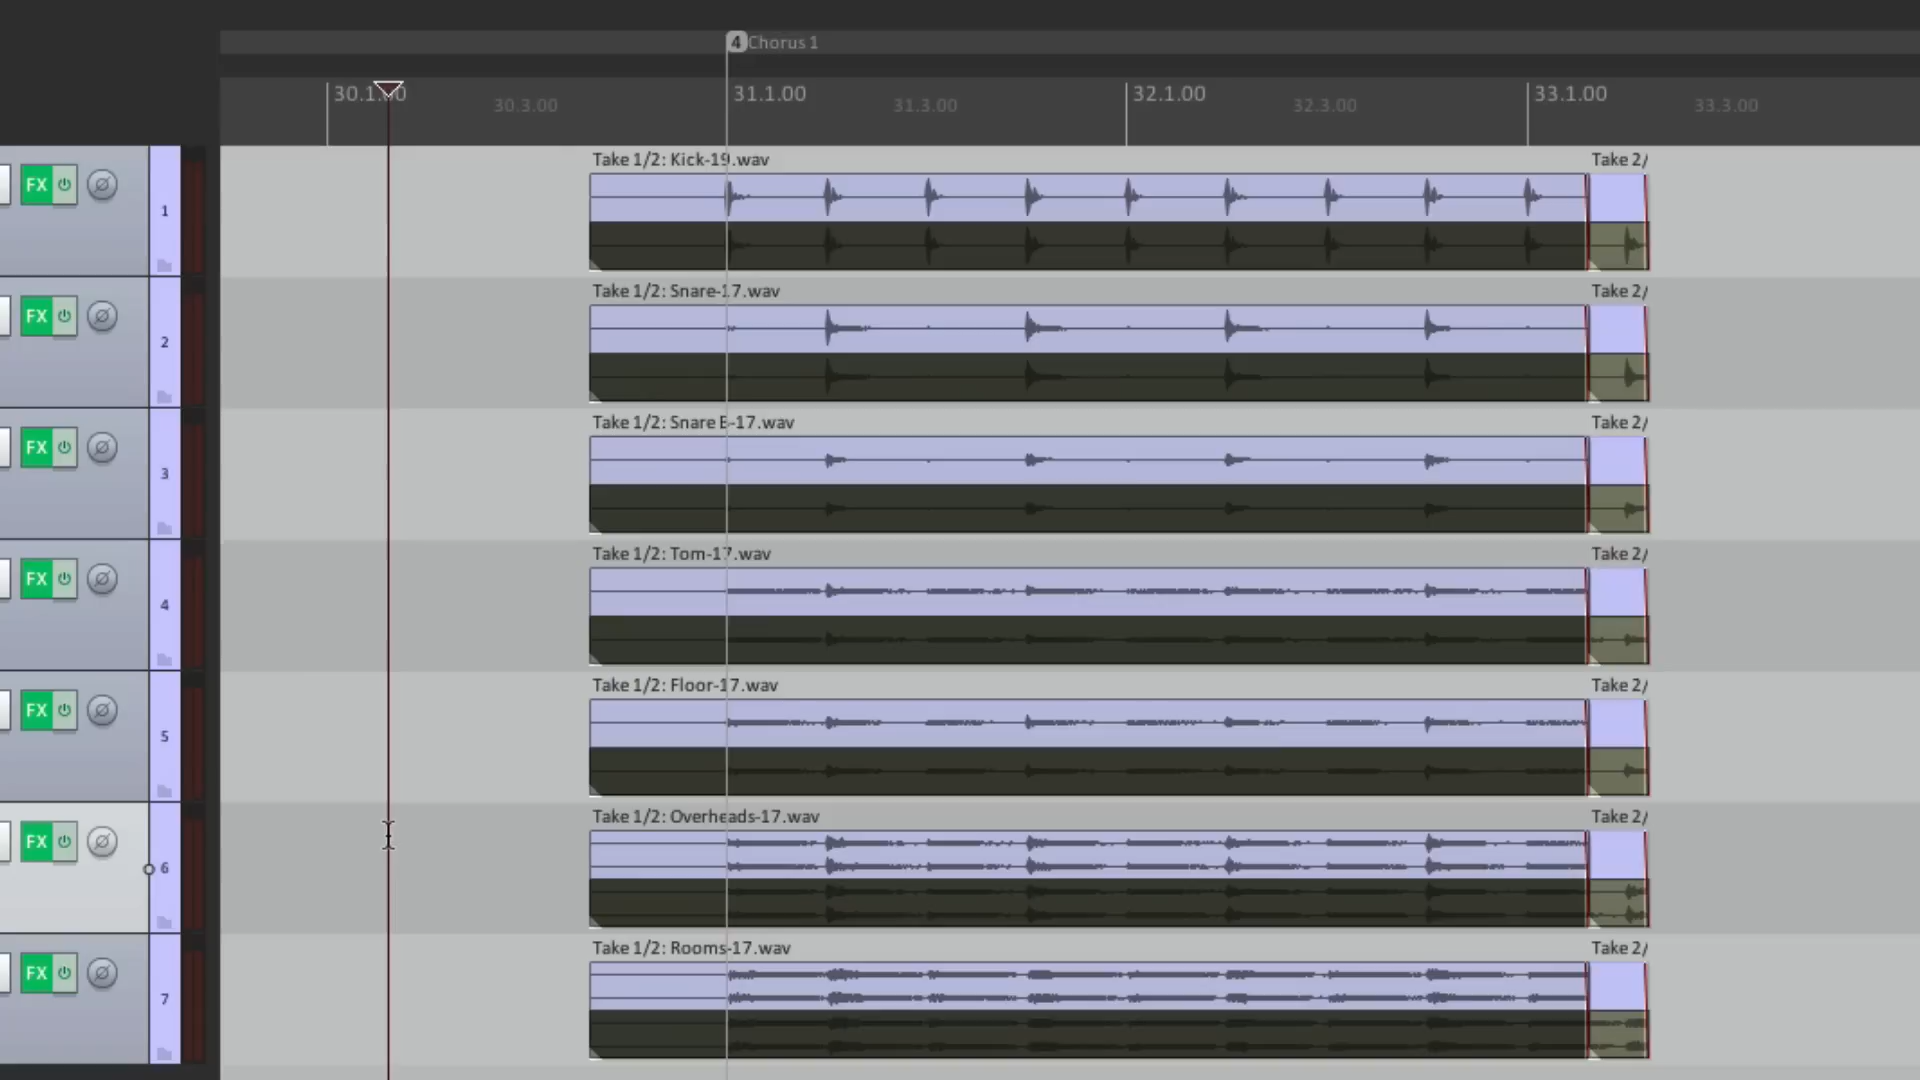 4 Chorus 1
30.1.00 30.3.00 31.1.00 31.3.00 32.1.00 32.3.00 33.1.00 33.3.00
Take 1/2: Kick-19.wav Take 2/
FX 1
Take 1/2: Snare-17.wav Take 2/
FX 2
Take 1/2: Snare B-17.wav Take 2/
FX 3
Take 1/2: Tom-17.wav Take 2/
FX 4
Take 1/2: Floor-17.wav Take 2/
FX 5
Take 1/2: Overheads-17.wav Take 2/
FX 6
Take 1/2: Rooms-17.wav Take 2/
FX 7